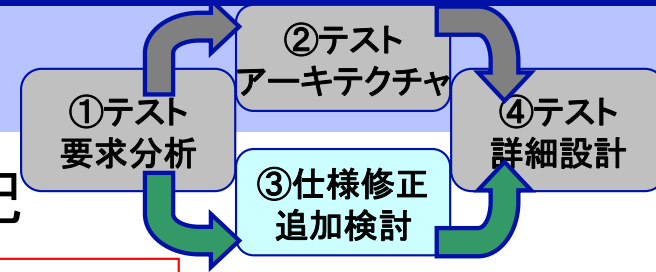 ②テスト
アーキテクチャ
①テスト
要求分析
④テスト
詳細設計
③仕様修正
追加検討